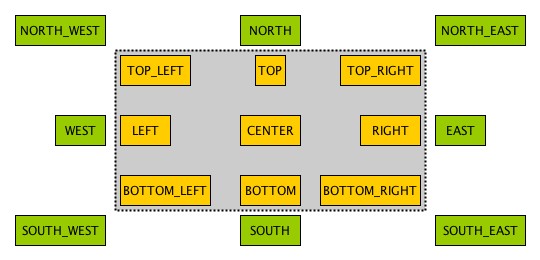 NORTH_WEST NORTH NORTH_EAST
TOP_LEFT TOP TOP_RIGHT
WEST LEFT CENTER RIGHT EAST
BOTTOM_LEFT BOTTOM BOTTOM_RIGHT
SOUTH_WEST SOUTH SOUTH_EAST